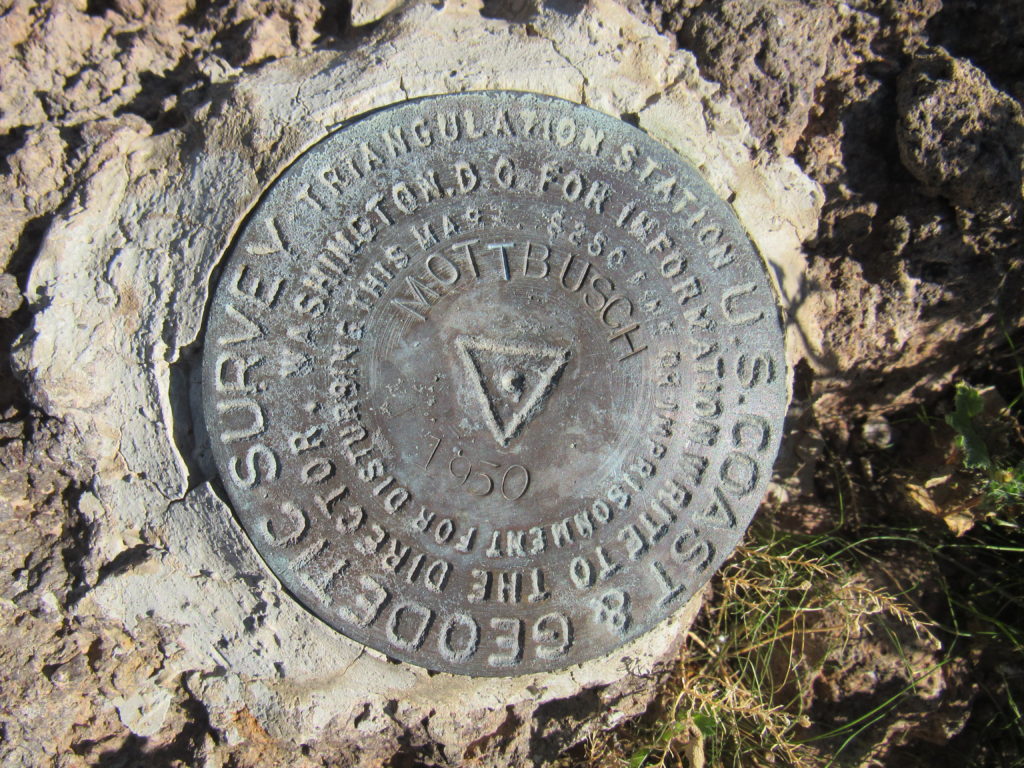 U.S. COAST & GEODETIC SURVEY
TRIANGULATION STATION
FOR INFORMATION WRITE TO THE DIRECTOR, WASHINGTON, D.C.
$250 FINE OR IMPRISONMENT FOR DISTURBING THIS MARK.
MOTTBUSCH
1950